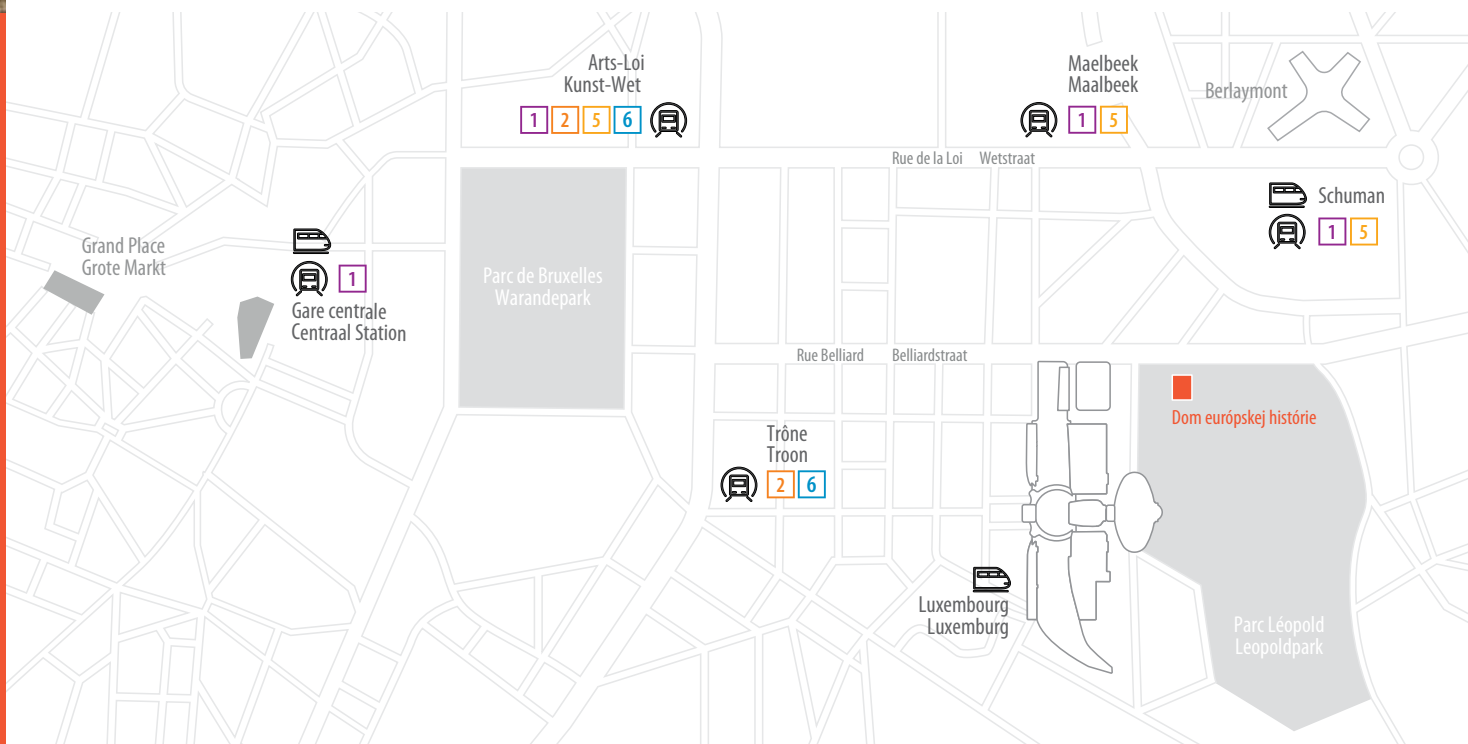 Arts-Loi
Kunst-Wet
1 2 5 6
Maelbeek
Maalbeek
1 5
Berlaymont
Rue de la Loi Wetstraat
Schuman
1 5
Grand Place
Grote Markt
1
Gare centrale
Centraal Station
Parc de Bruxelles
Warandepark
Rue Belliard Belliardstraat
Dom európskej histórie
Trône
Troon
2 6
Luxembourg
Luxemburg
Parc Léopold
Leopoldpark